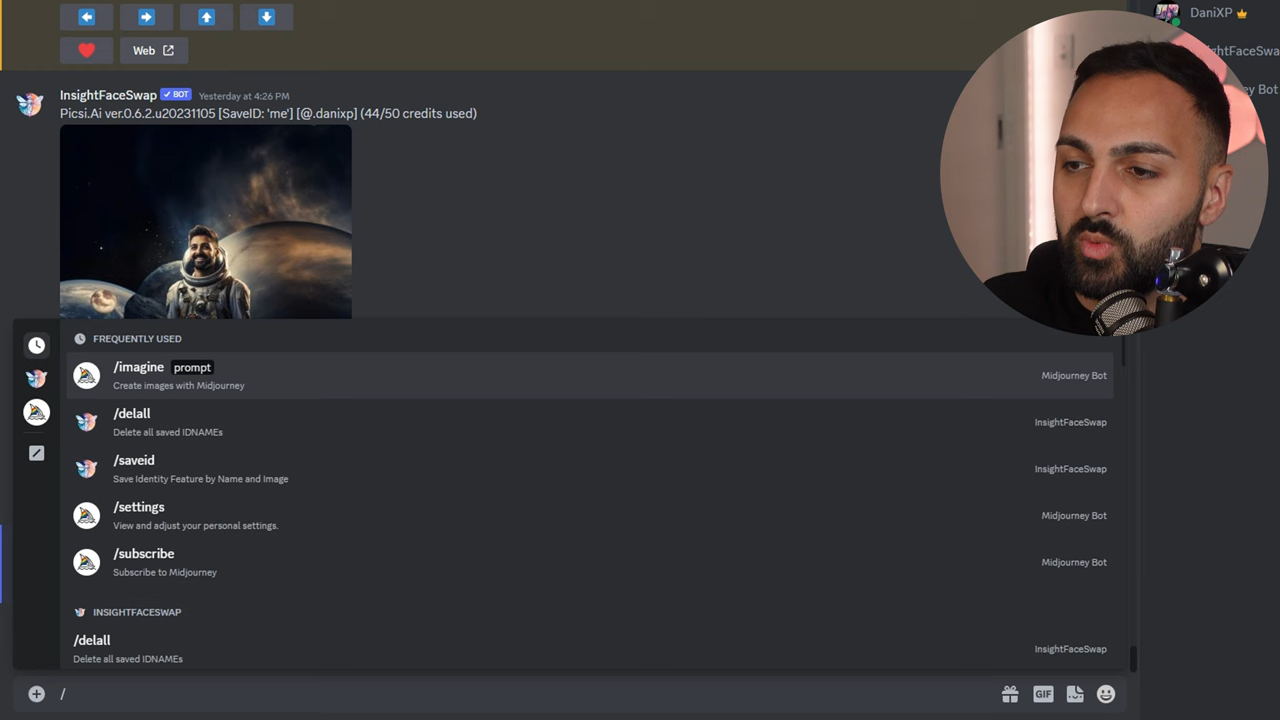 DaniXP
Web
InsightFaceSwap BOT Yesterday at 4:26 PM
Picsi.Ai ver.0.6.2.u20231105 [SaveID: 'me'] [@.danixp] (44/50 credits used)
FREQUENTLY USED
/imagine prompt
Create images with Midjourney
Midjourney Bot
/delall
Delete all saved IDNAMEs
InsightFaceSwap
/saveid
Save Identity Feature by Name and Image
InsightFaceSwap
/settings
View and adjust your personal settings.
Midjourney Bot
/subscribe
Subscribe to Midjourney
Midjourney Bot
INSIGHTFACESWAP
/delall
Delete all saved IDNAMEs
InsightFaceSwap
/
GIF